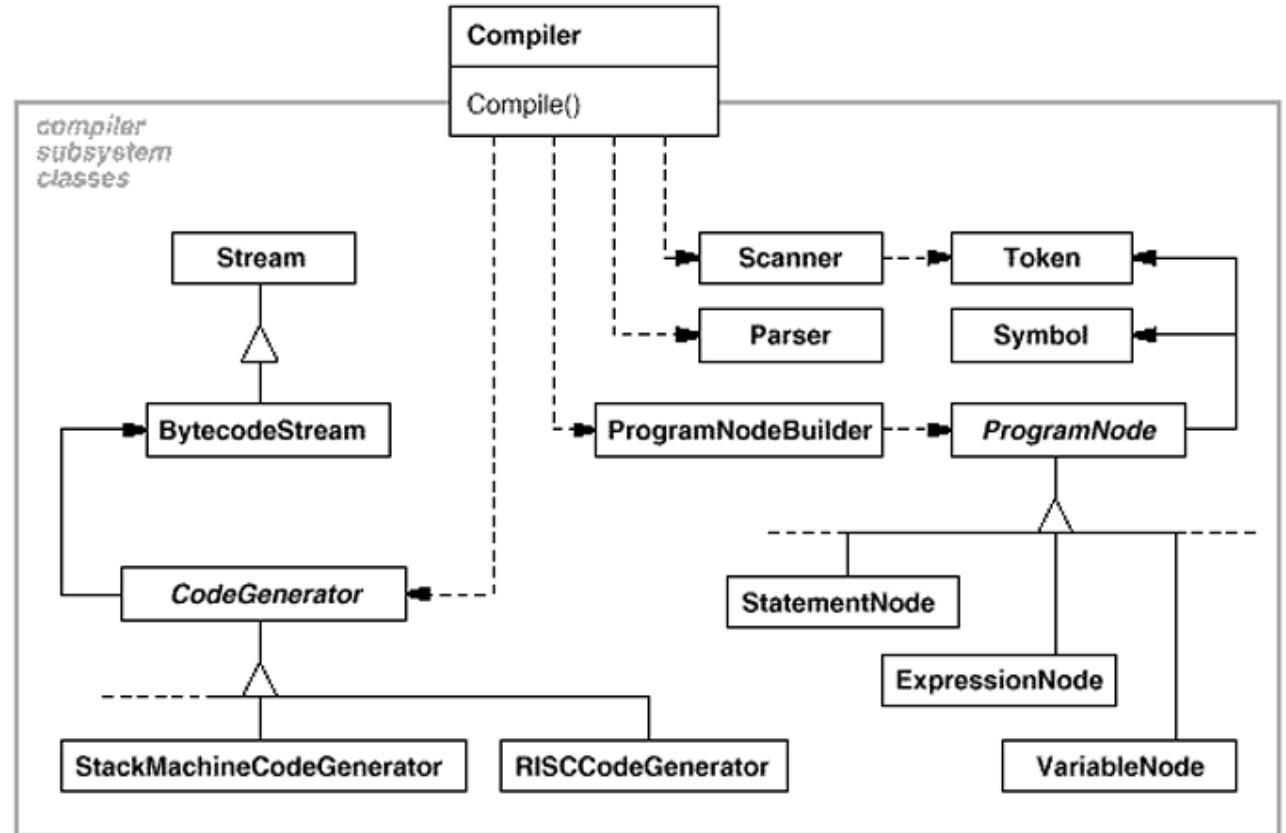 Compiler
Compile()
compiler
subsystem
classes
Stream
Scanner
Token
Parser
Symbol
BytecodeStream
ProgramNodeBuilder
ProgramNode
CodeGenerator
StatementNode
ExpressionNode
StackMachineCodeGenerator
RISCCodeGenerator
VariableNode